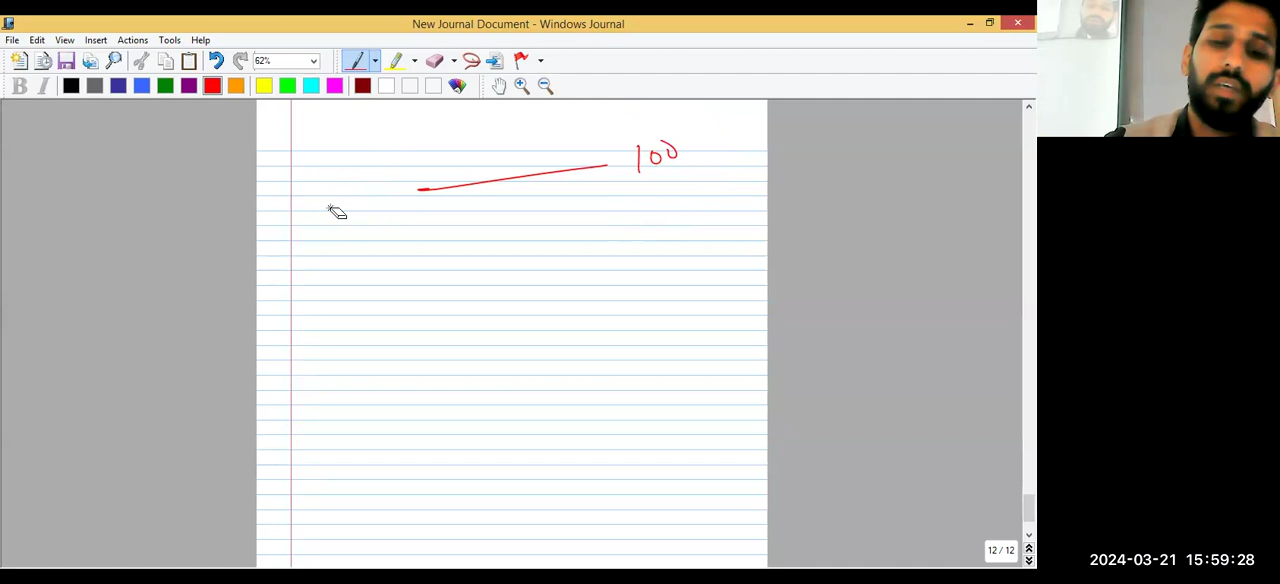 New Journal Document - Windows Journal
File Edit View Insert Actions Tools Help
62%
B I
100
12 / 12
2024-03-21 15:59:28